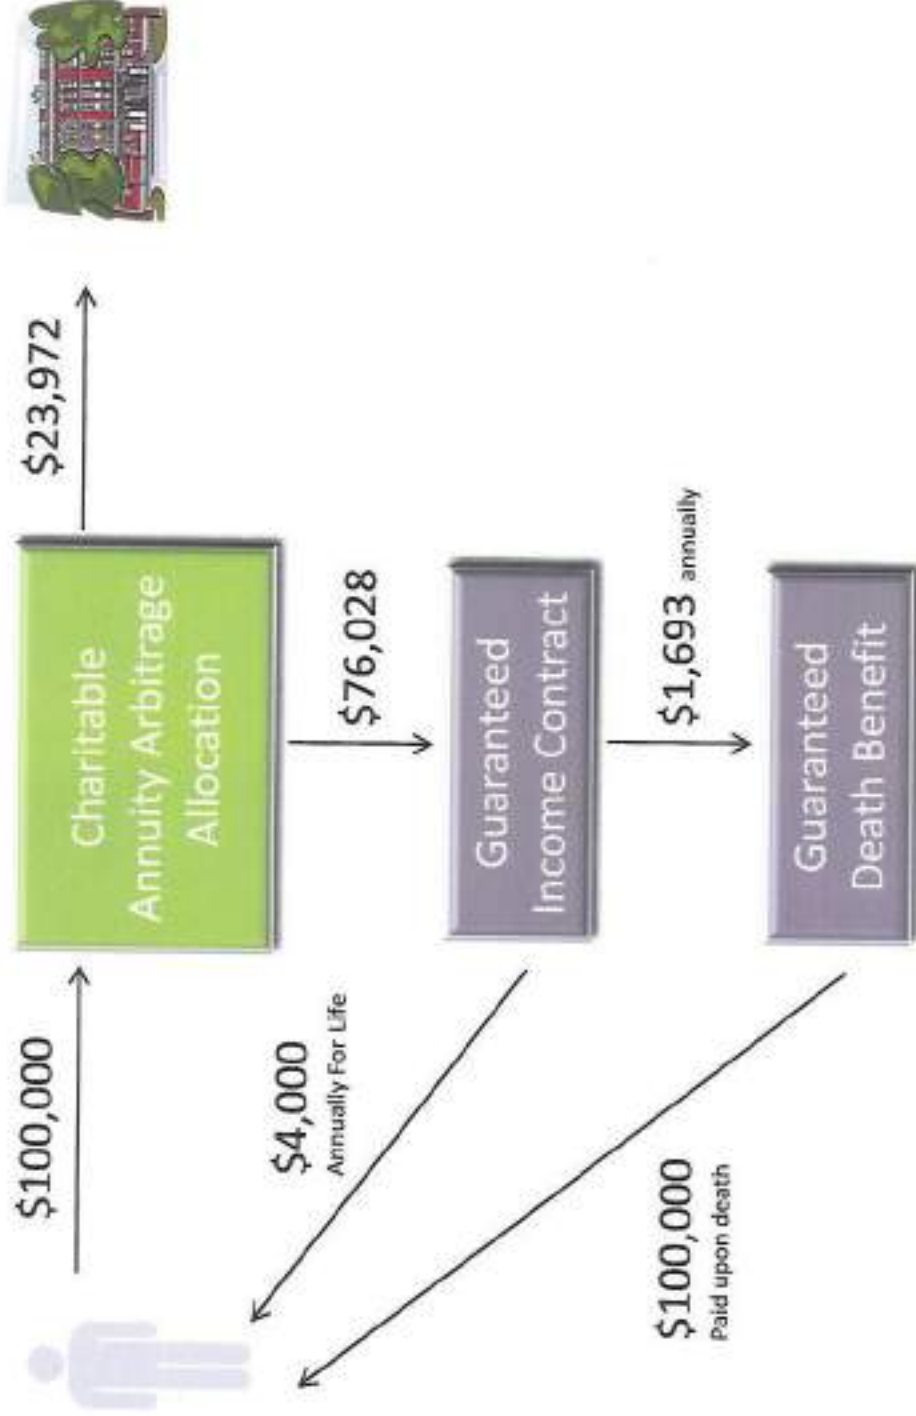 $100,000
Charitable
Annuity Arbitrage
Allocation
$23,972
$4,000
Annually For Life
$76,028
Guaranteed
Income Contract
$100,000
Paid upon death
$1,693 annually
Guaranteed
Death Benefit